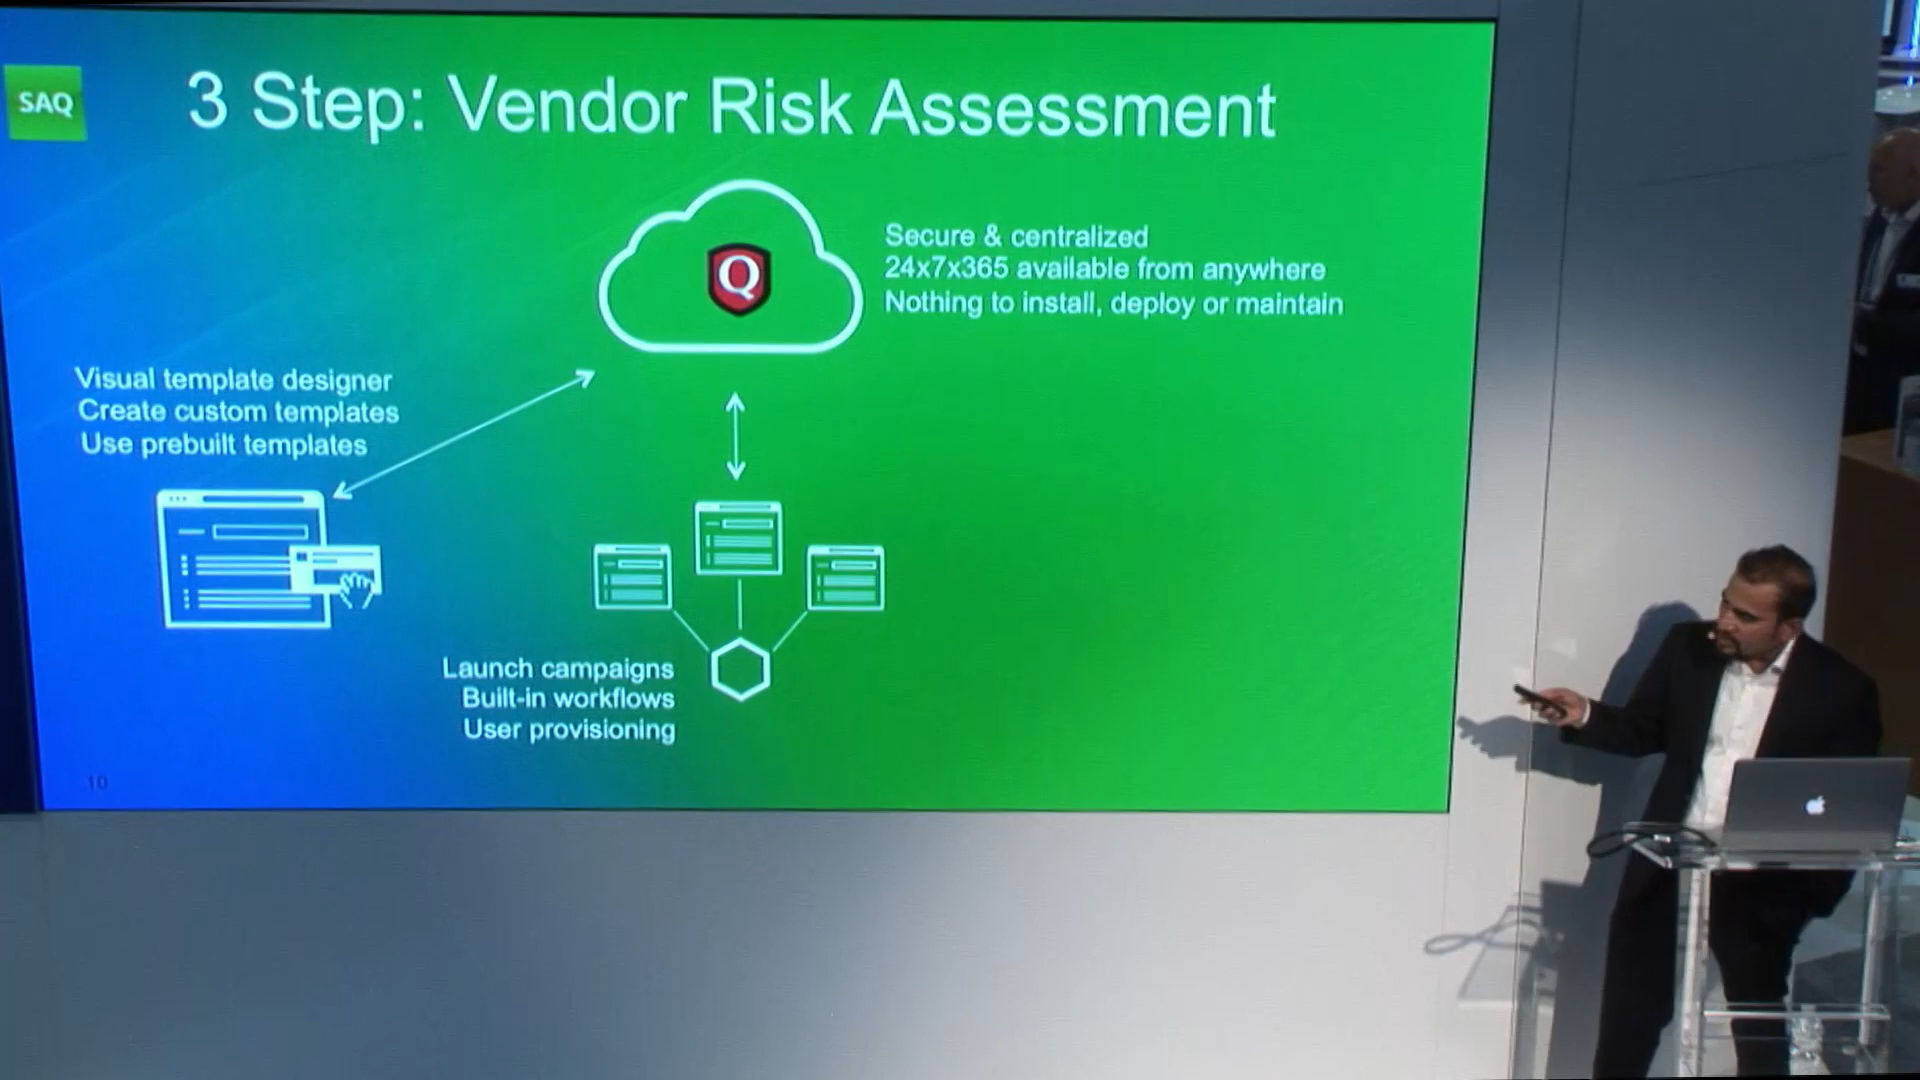 SAQ
3 Step: Vendor Risk Assessment
Q
Secure & centralized
24x7x365 available from anywhere
Nothing to install, deploy or maintain
Visual template designer
Create custom templates
Use prebuilt templates
Launch campaigns
Built-in workflows
User provisioning
10